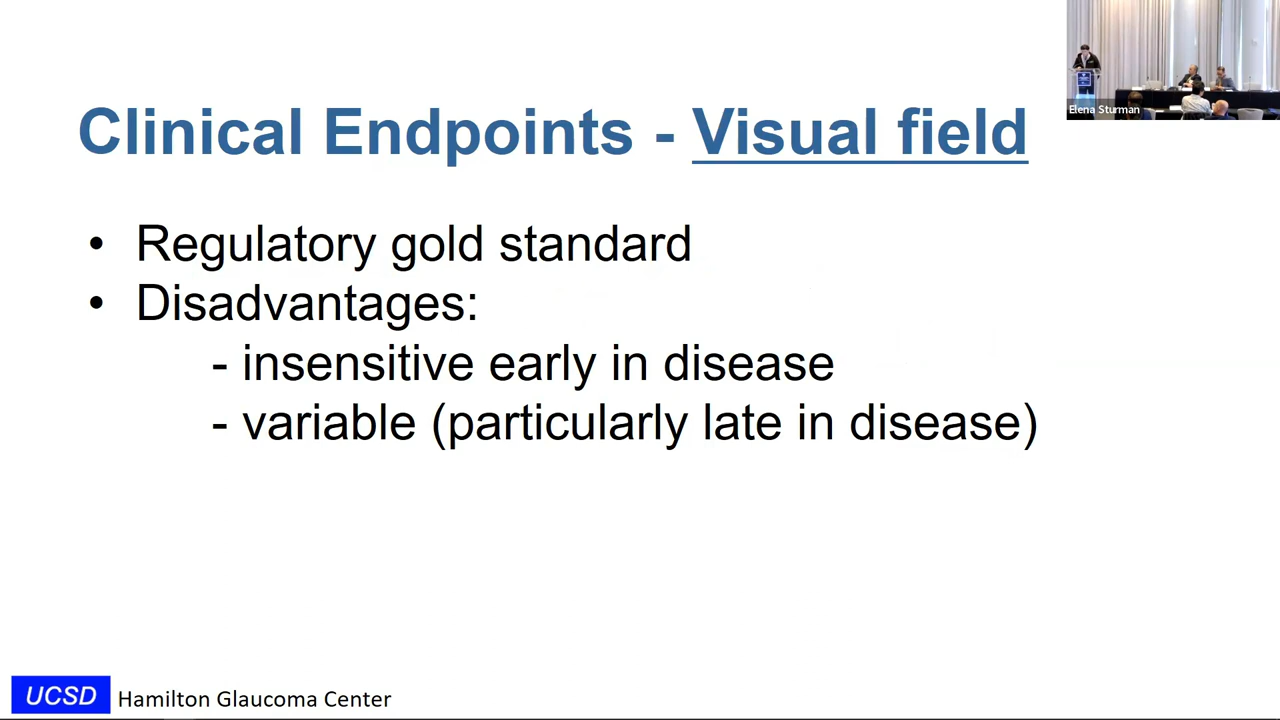 Elena Sturman
Clinical Endpoints - Visual field
• Regulatory gold standard
• Disadvantages:
- insensitive early in disease
- variable (particularly late in disease)
UCSD Hamilton Glaucoma Center